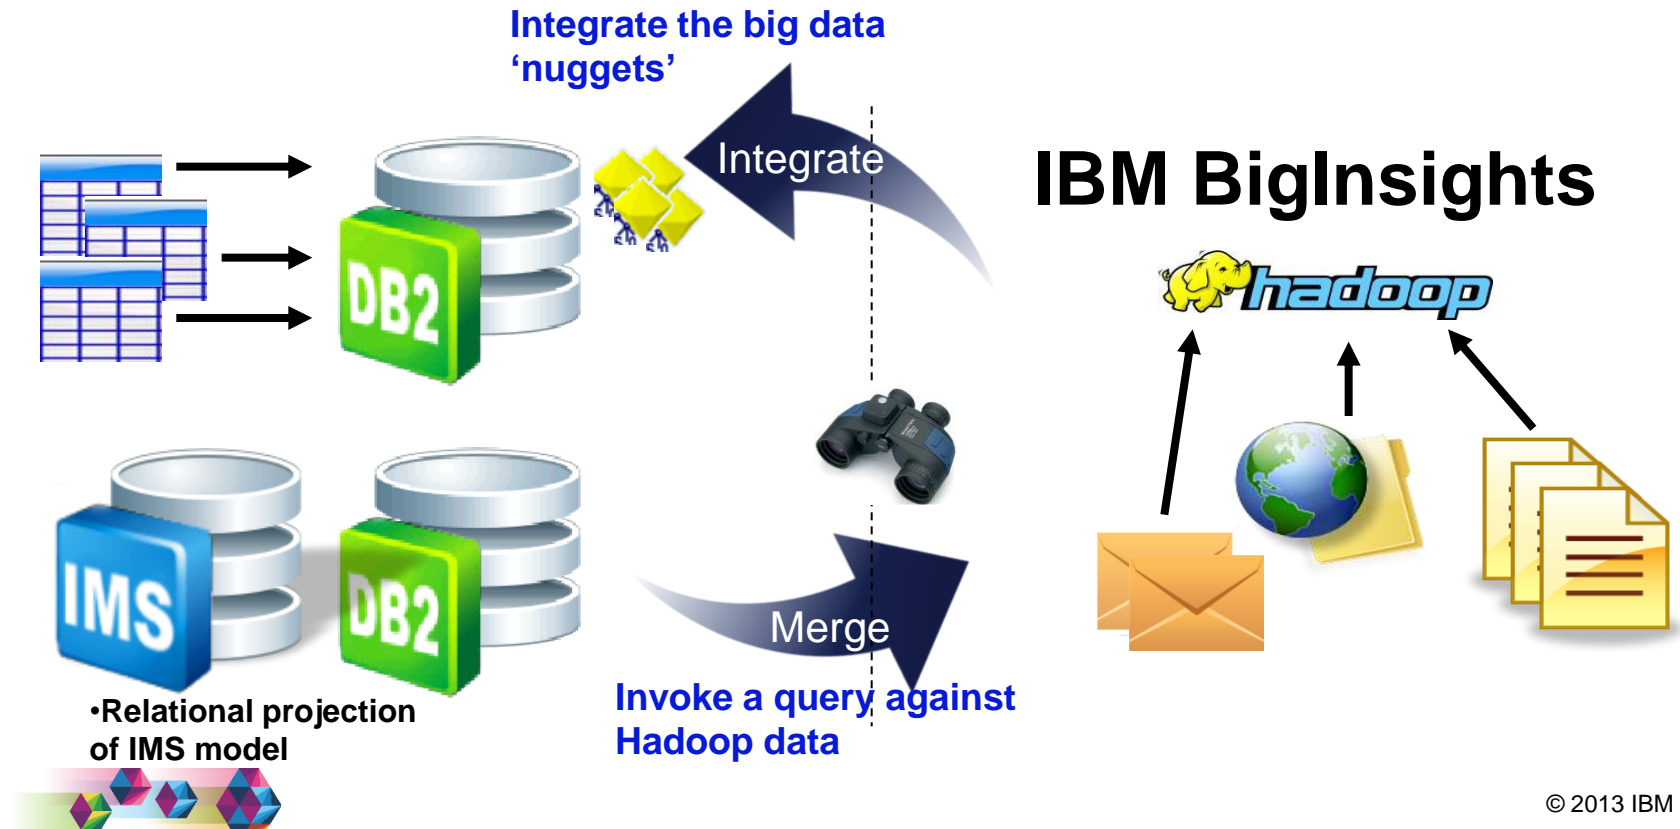 Integrate the big data
‘nuggets’
Integrate
IBM BigInsights
hadoop
DB2
IMS
DB2
Merge
•Relational projection
of IMS model
Invoke a query against
Hadoop data
© 2013 IBM